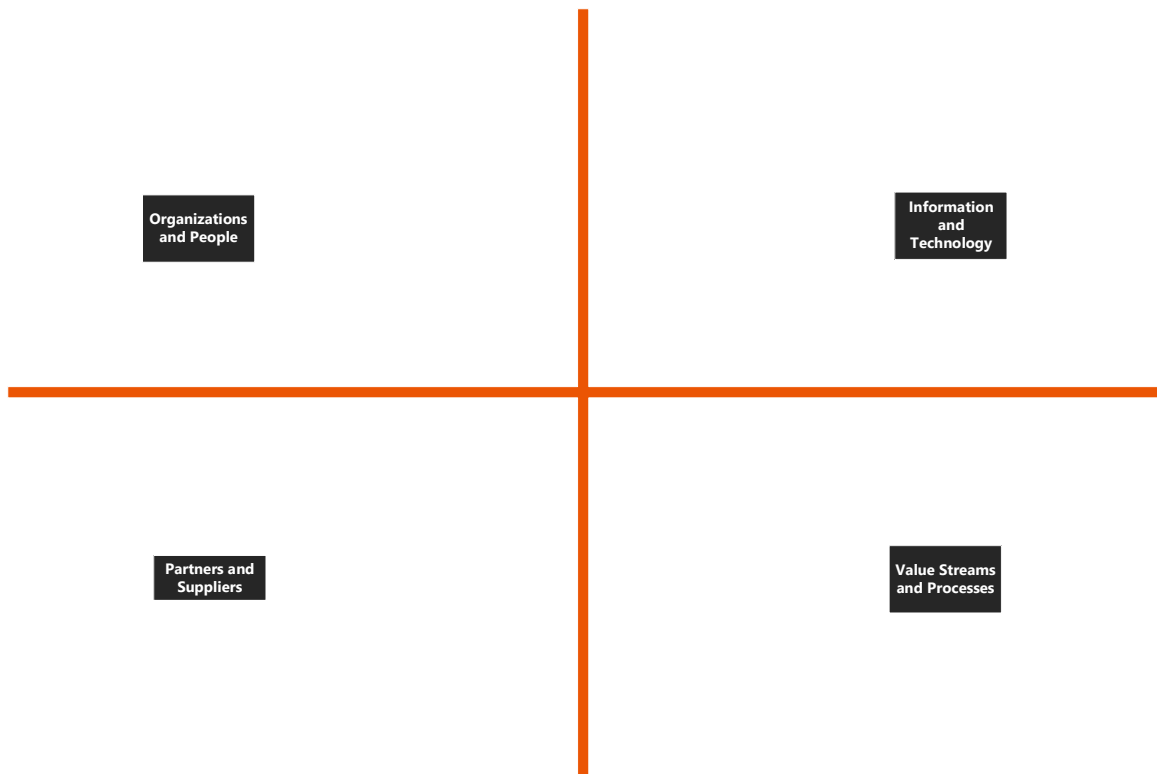 Organizations
and People
Information
and
Technology
Partners and
Suppliers
Value Streams
and Processes